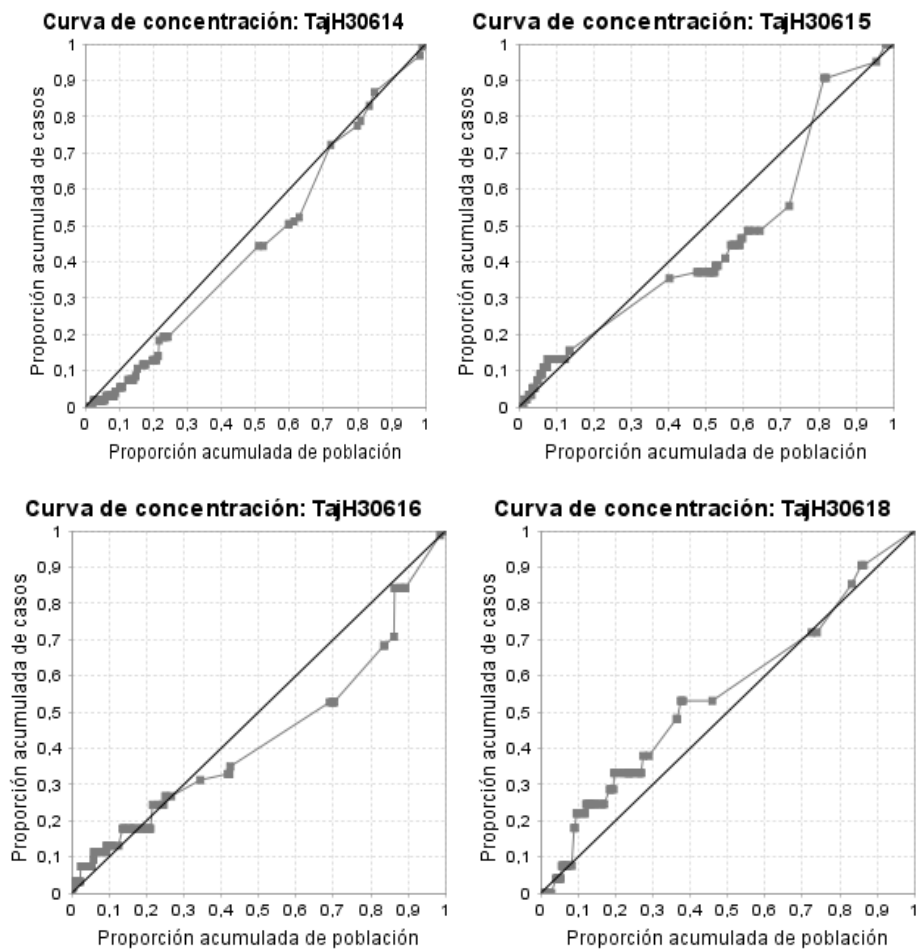 Curva de concentración: TajH30614
1
0,9
0,8
0,7
0,6
0,5
0,4
0,3
0,2
0,1
0
0 0,1 0,2 0,3 0,4 0,5 0,6 0,7 0,8 0,9 1
Proporción acumulada de casos
Proporción acumulada de población
Curva de concentración: TajH30615
1
0,9
0,8
0,7
0,6
0,5
0,4
0,3
0,2
0,1
0
0 0,1 0,2 0,3 0,4 0,5 0,6 0,7 0,8 0,9 1
Proporción acumulada de casos
Proporción acumulada de población
Curva de concentración: TajH30616
1
0,9
0,8
0,7
0,6
0,5
0,4
0,3
0,2
0,1
0
0 0,1 0,2 0,3 0,4 0,5 0,6 0,7 0,8 0,9 1
Proporción acumulada de casos
Proporción acumulada de población
Curva de concentración: TajH30618
1
0,9
0,8
0,7
0,6
0,5
0,4
0,3
0,2
0,1
0
0 0,1 0,2 0,3 0,4 0,5 0,6 0,7 0,8 0,9 1
Proporción acumulada de casos
Proporción acumulada de población